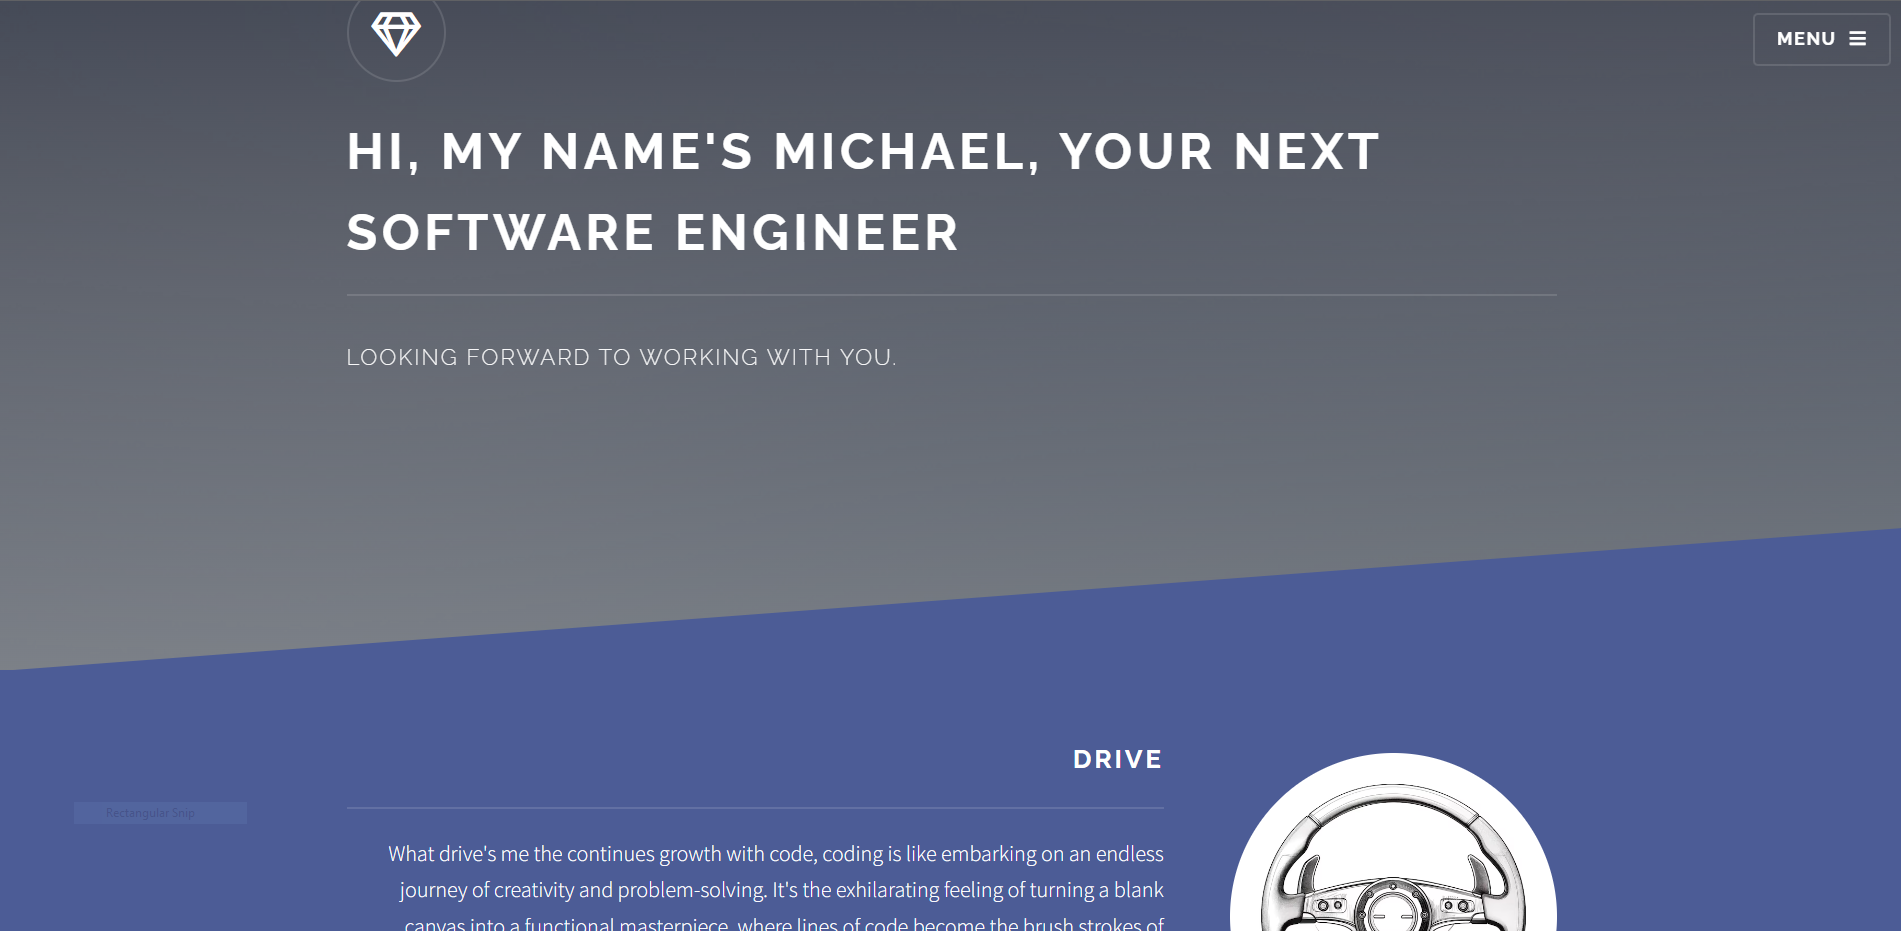 MENU
HI, MY NAME'S MICHAEL, YOUR NEXT
SOFTWARE ENGINEER
LOOKING FORWARD TO WORKING WITH YOU.
DRIVE
Rectangular Snip
What drive's me the continues growth with code, coding is like embarking on an endless
journey of creativity and problem-solving. It's the exhilarating feeling of turning a blank
canvas into a functional masterpiece, where lines of code become the brush strokes of